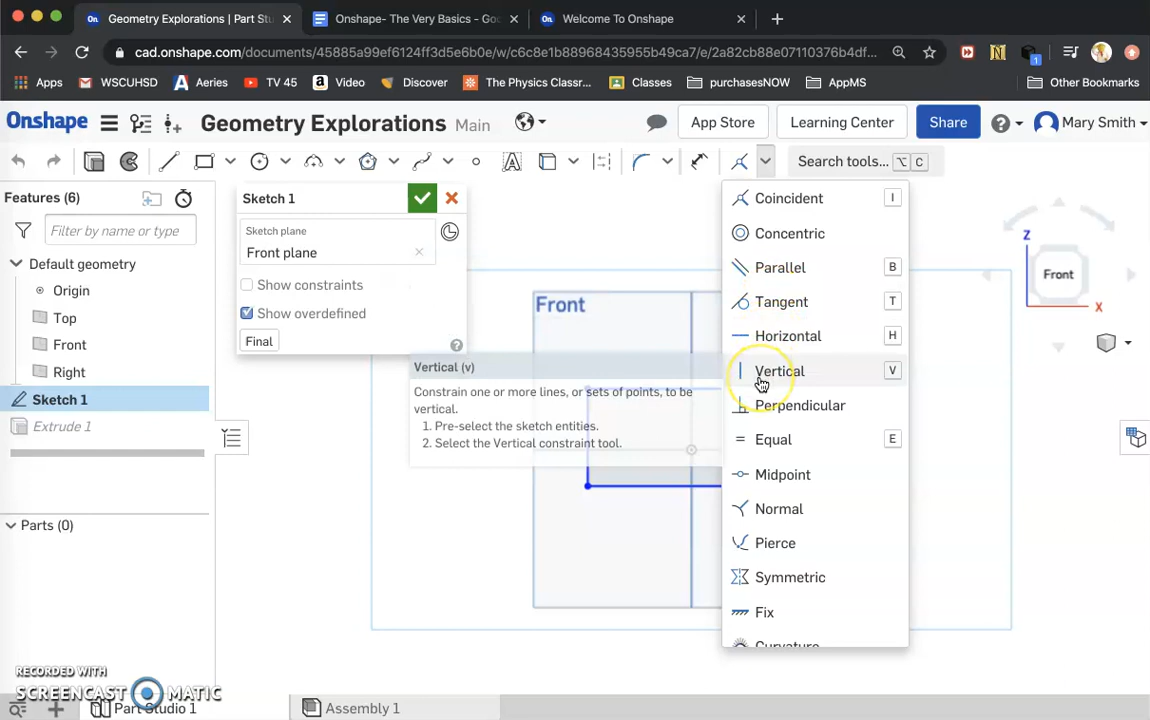 Geometry Explorations | Part Stu
Onshape- The Very Basics - Goo
Welcome To Onshape
cad.onshape.com/documents/45885a9ef6124ff3d5e6b0e/w/c6c8e1b88968435951b49ca7/e/2a82cb88e07110376b4df...
Apps
WSCUHSD
Aeries
TV 45
Video
Discover
The Physics Classr...
Classes
purchasesNOW
AppMS
Other Bookmarks
Onshape
Geometry Explorations Main
App Store
Learning Center
Share
Mary Smith
Search tools... ⌥ C
Features (6)
Filter by name or type
Default geometry
Origin
Top
Front
Right
Sketch 1
Extrude 1
Parts (0)
Sketch 1
Sketch plane
Front plane
Show constraints
Show overdefined
Final
Front
Vertical (v)
Constrain one or more lines, or sets of points, to be
vertical.
1. Pre-select the sketch entities.
2. Select the Vertical constraint tool.
Coincident I
Concentric
Parallel B
Tangent T
Horizontal H
Vertical V
Perpendicular
Equal E
Midpoint
Normal
Pierce
Symmetric
Fix
Curvature
Z
Front
X
RECORDED WITH
SCREENCAST MATIC
Part Studio 1
Assembly 1